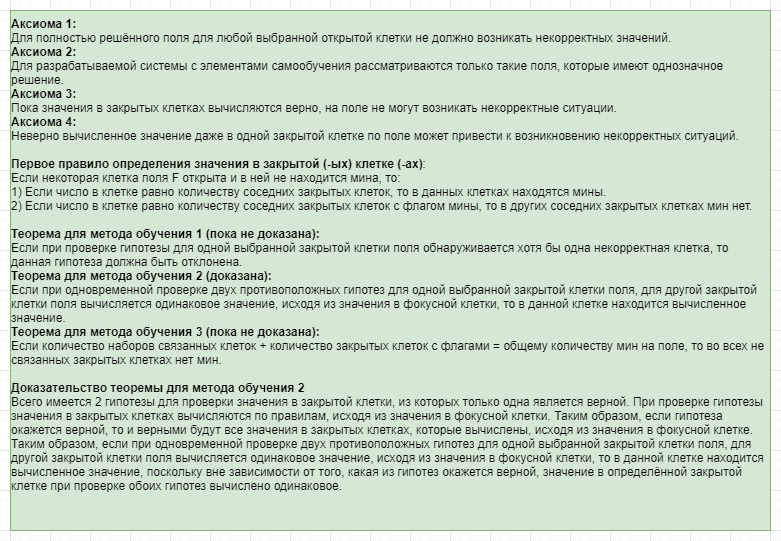 Аксиома 1:
Для полностью решённого поля для любой выбранной открытой клетки не должно возникать некорректных значений.
Аксиома 2:
Для разрабатываемой системы с элементами самообучения рассматриваются только такие поля, которые имеют однозначное
решение.
Аксиома 3:
Пока значения в закрытых клетках вычисляются верно, на поле не могут возникать некорректные ситуации.
Аксиома 4:
Неверно вычисленное значение даже в одной закрытой клетке по поле может привести к возникновению некорректных ситуаций.
Первое правило определения значения в закрытой (-ых) клетке (-ах):
Если некоторая клетка поля F открыта и в ней не находится мина, то:
1) Если число в клетке равно количеству соседних закрытых клеток, то в данных клетках находятся мины.
2) Если число в клетке равно количеству соседних закрытых клеток с флагом мины, то в других соседних закрытых клетках мин нет.
Теорема для метода обучения 1 (пока не доказана):
Если при проверке гипотезы для одной выбранной закрытой клетки поля обнаруживается хотя бы одна некорректная клетка, то
данная гипотеза должна быть отклонена.
Теорема для метода обучения 2 (доказана):
Если при одновременной проверке двух противоположных гипотез для одной выбранной закрытой клетки поля, для другой закрытой
клетки поля вычисляется одинаковое значение, исходя из значения в фокусной клетки, то в данной клетке находится вычисленное
значение.
Теорема для метода обучения 3 (пока не доказана):
Если количество наборов связанных клеток + количество закрытых клеток с флагами = общему количеству мин на поле, то во всех не
связанных закрытых клетках нет мин.
Доказательство теоремы для метода обучения 2
Всего имеется 2 гипотезы для проверки значения в закрытой клетки, из которых только одна является верной. При проверке гипотезы
значения в закрытых клетках вычисляются по правилам, исходя из значения в фокусной клетки. Таким образом, если гипотеза
окажется верной, то и верными будут все значения в закрытых клетках, которые вычислены, исходя из значения в фокусной клетке.
Таким образом, если при одновременной проверке двух противоположных гипотез для одной выбранной закрытой клетки поля, для
другой закрытой клетки поля вычисляется одинаковое значение, исходя из значения в фокусной клетки, то в данной клетке находится
вычисленное значение, поскольку вне зависимости от того, какая из гипотез окажется верной, значение в определённой закрытой
клетке при проверке обоих гипотез вычислено одинаковое.